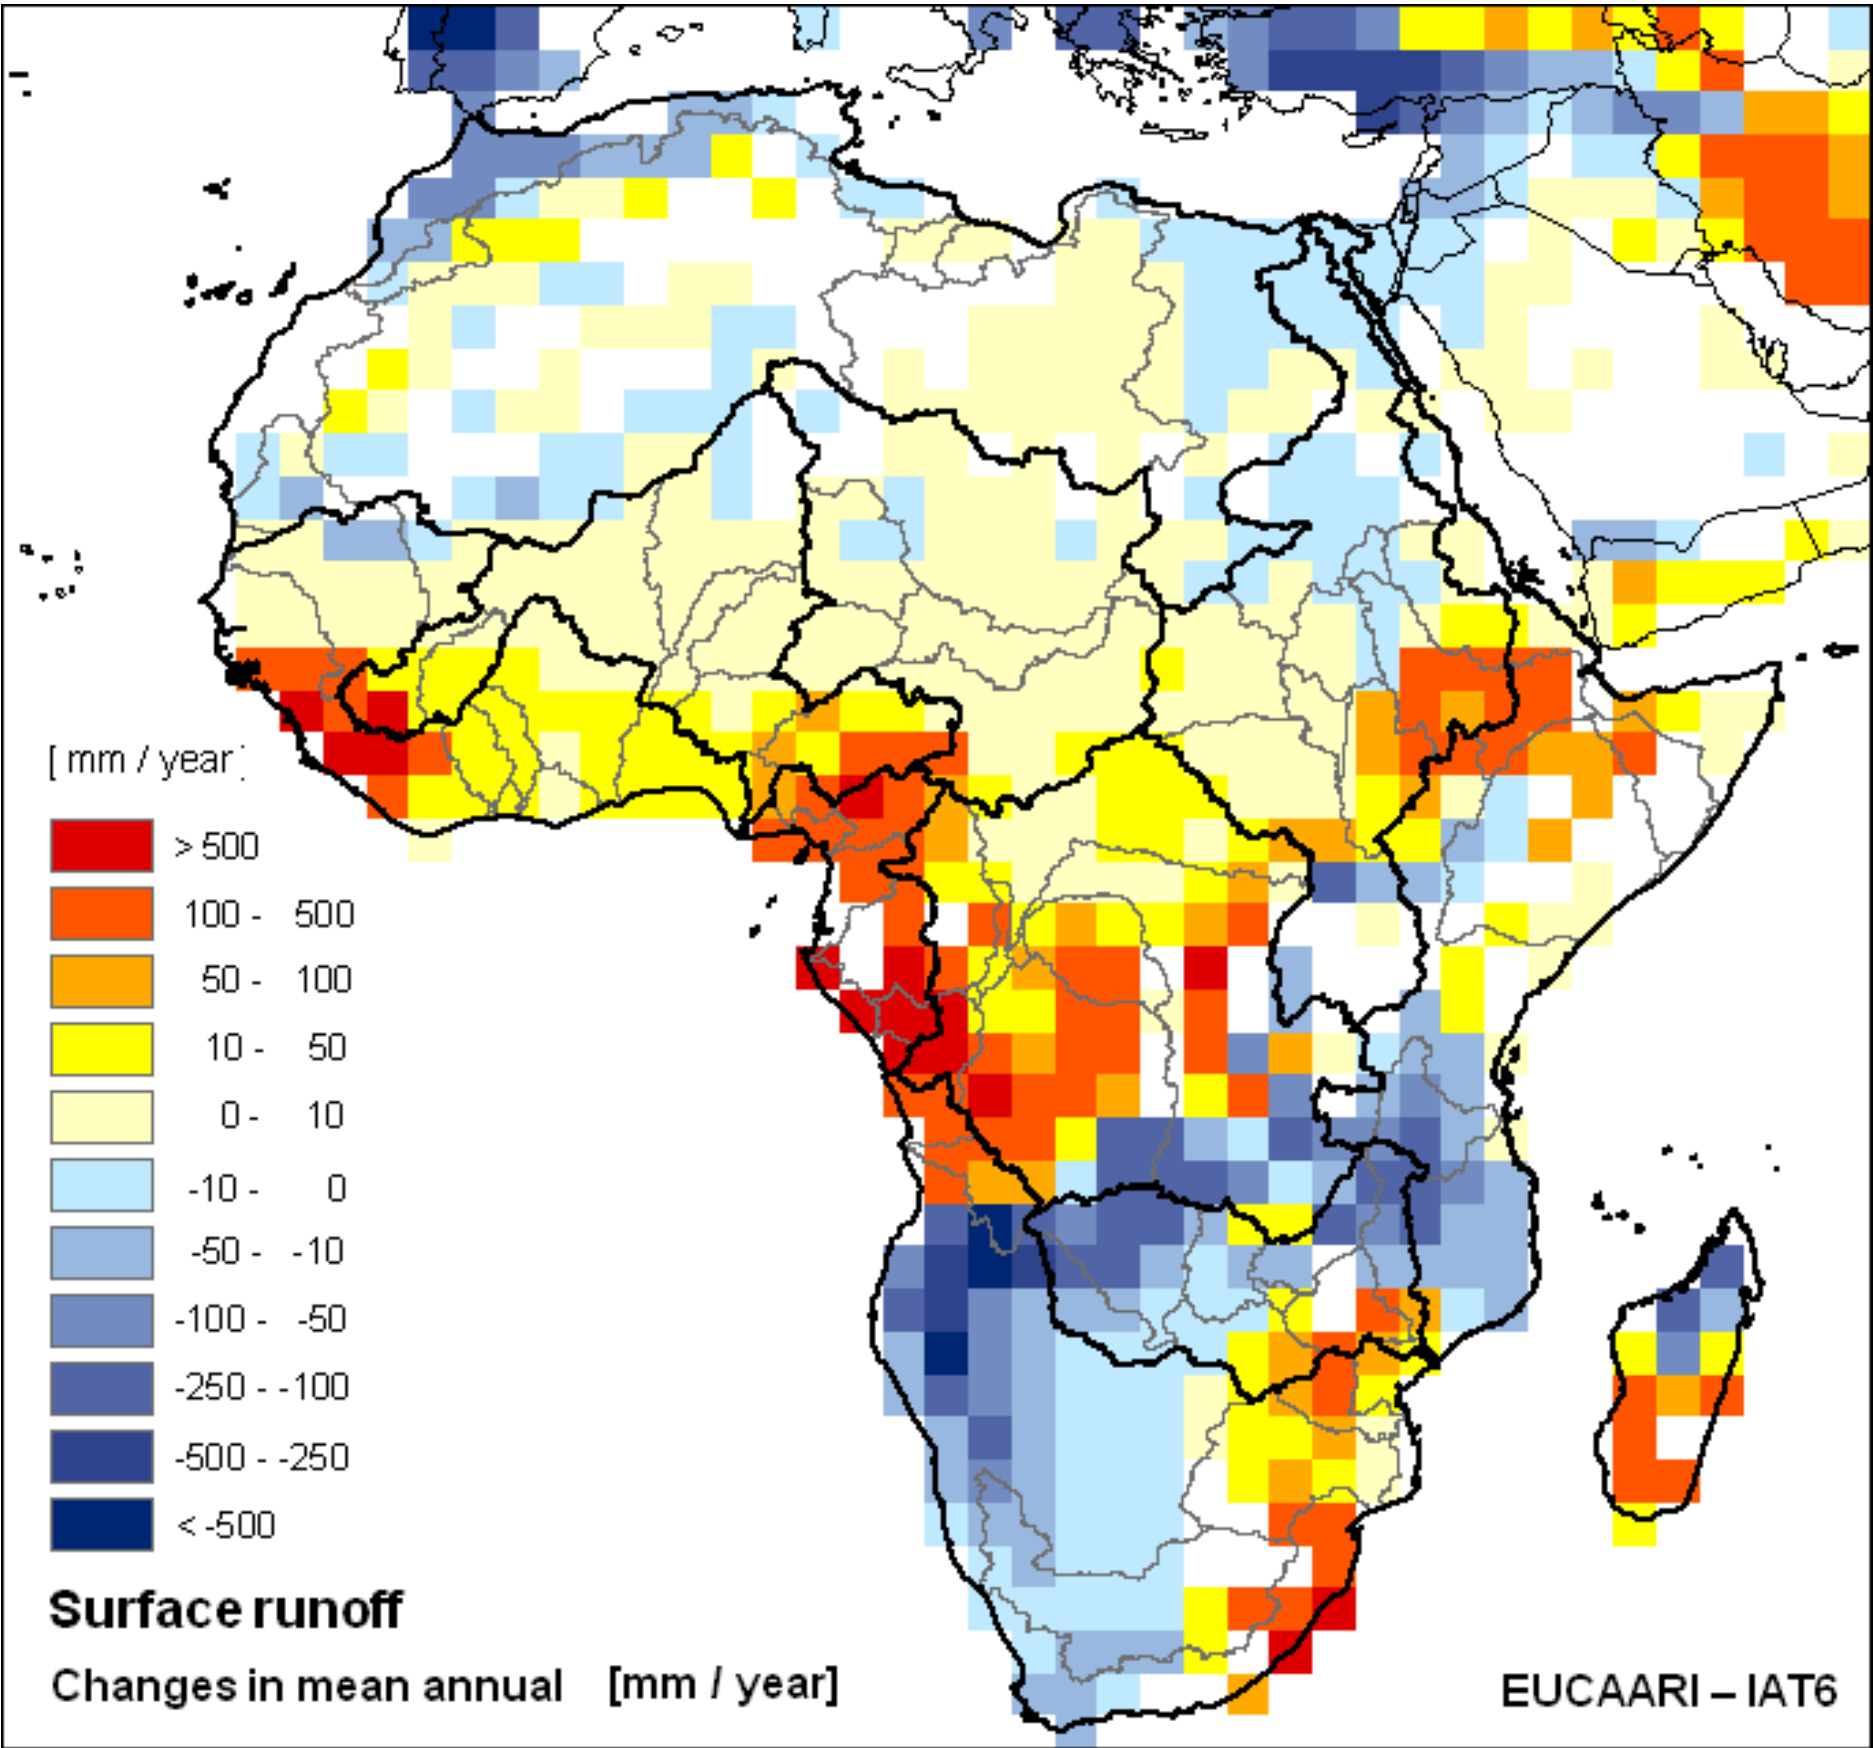 [ mm / year ]
> 500
100 - 500
50 - 100
10 - 50
0 - 10
-10 - 0
-50 - -10
-100 - -50
-250 - -100
-500 - -250
< -500
Surface runoff
Changes in mean annual [mm / year]
EUCAARI – IAT6